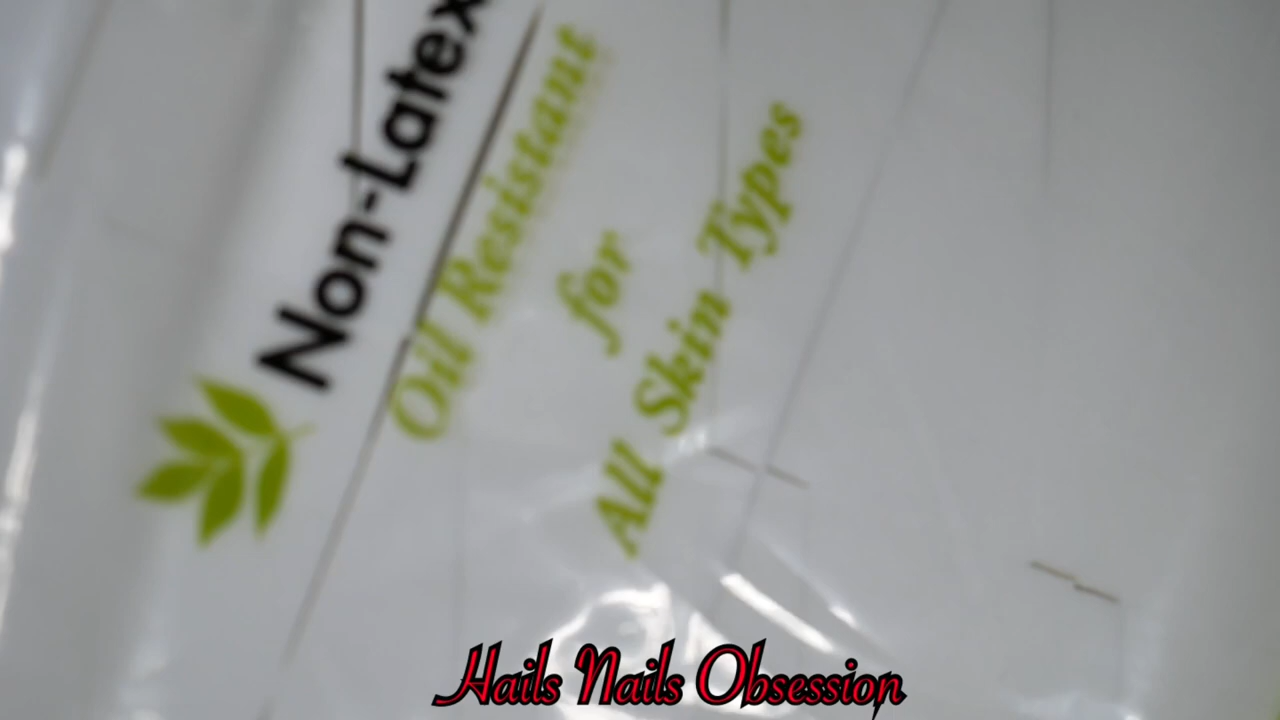 Non-Latex
Oil Resistant
for
All Skin Types
Hails Nails Obsession